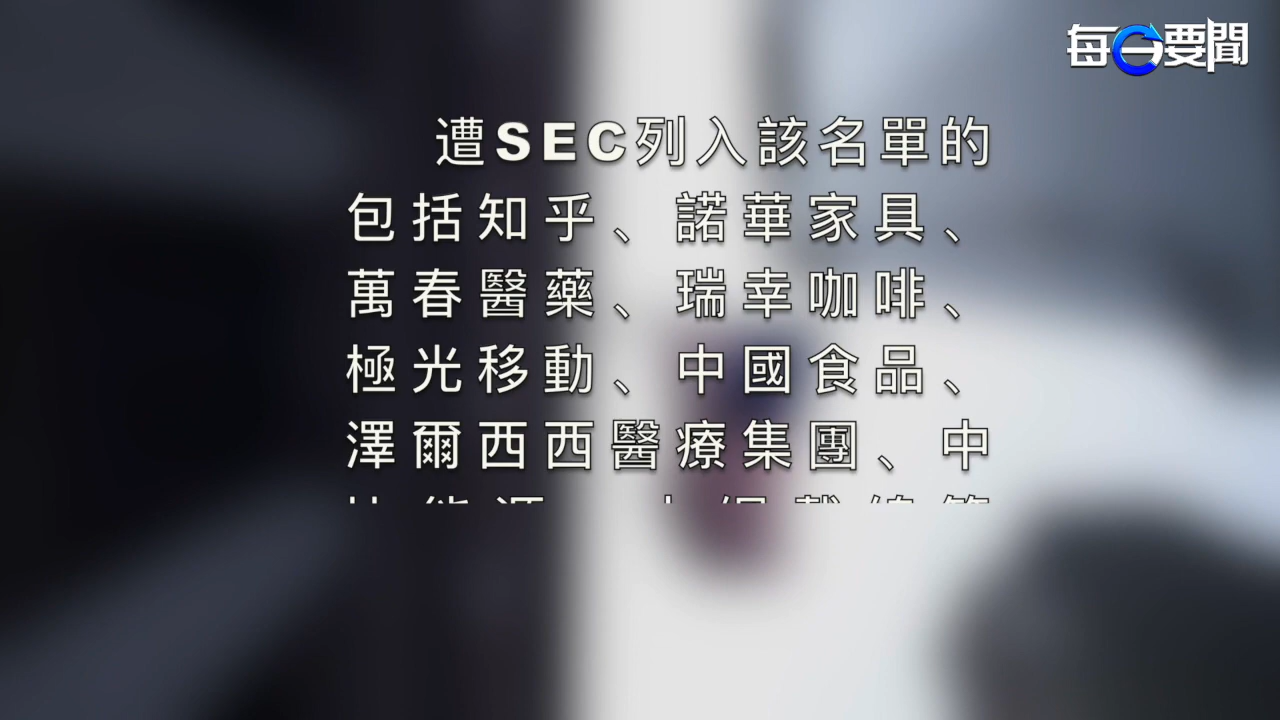 每日要聞
遭SEC列入該名單的
包括知乎、諾華家具、
萬春醫藥、瑞幸咖啡、
極光移動、中國食品、
澤爾西西醫療集團、中